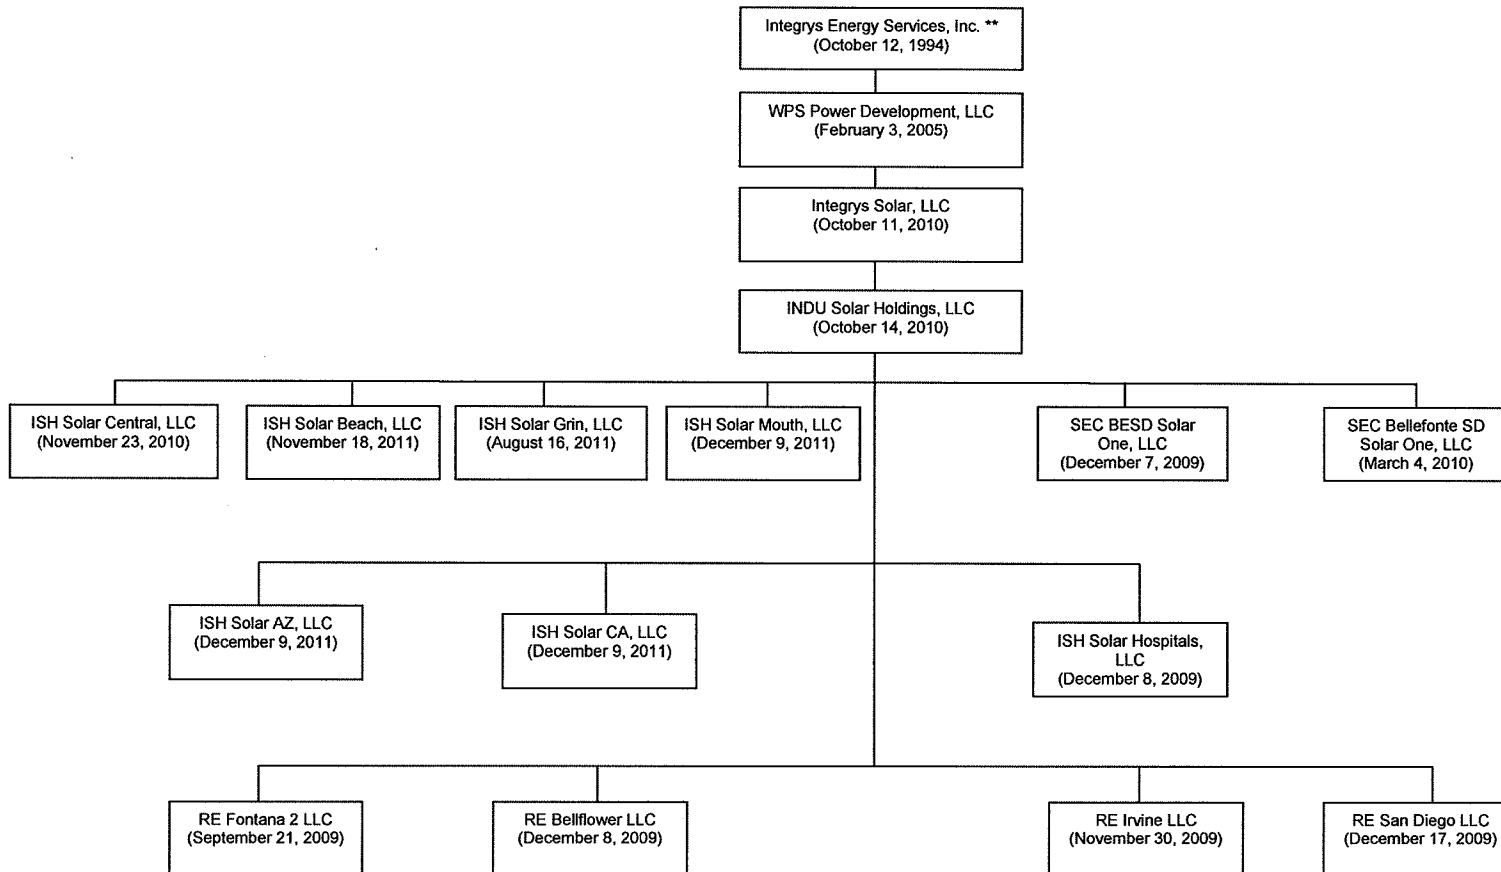 Integrys Energy Services, Inc. **
(October 12, 1994)
WPS Power Development, LLC
(February 3, 2005)
Integrys Solar, LLC
(October 11, 2010)
INDU Solar Holdings, LLC
(October 14, 2010)
ISH Solar Central, LLC
(November 23, 2010)
ISH Solar Beach, LLC
(November 18, 2011)
ISH Solar Grin, LLC
(August 16, 2011)
ISH Solar Mouth, LLC
(December 9, 2011)
SEC BESD Solar
One, LLC
(December 7, 2009)
SEC Bellefonte SD
Solar One, LLC
(March 4, 2010)
ISH Solar AZ, LLC
(December 9, 2011)
ISH Solar CA, LLC
(December 9, 2011)
ISH Solar Hospitals,
LLC
(December 8, 2009)
RE Fontana 2 LLC
(September 21, 2009)
RE Bellflower LLC
(December 8, 2009)
RE Irvine LLC
(November 30, 2009)
RE San Diego LLC
(December 17, 2009)